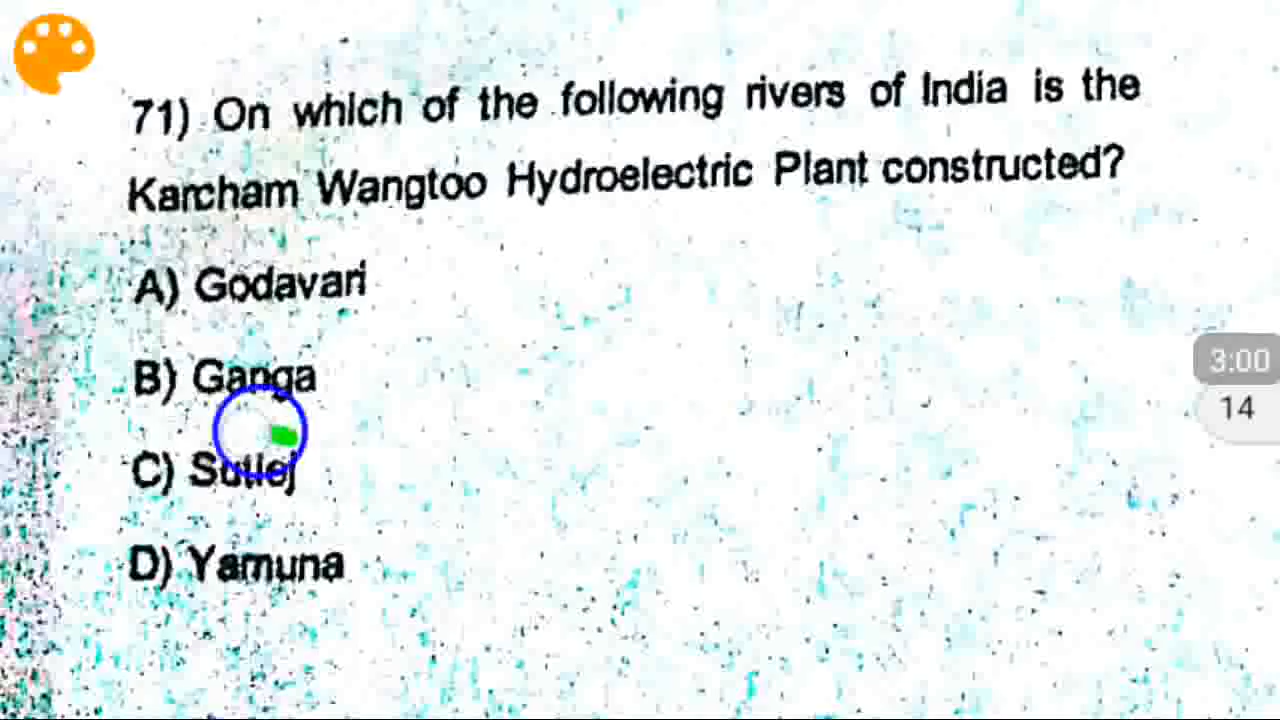 71) On which of the following rivers of India is the
Karcham Wangtoo Hydroelectric Plant constructed?
A) Godavari
B) Ganga
C) Sutlej
D) Yamuna
3:00
14